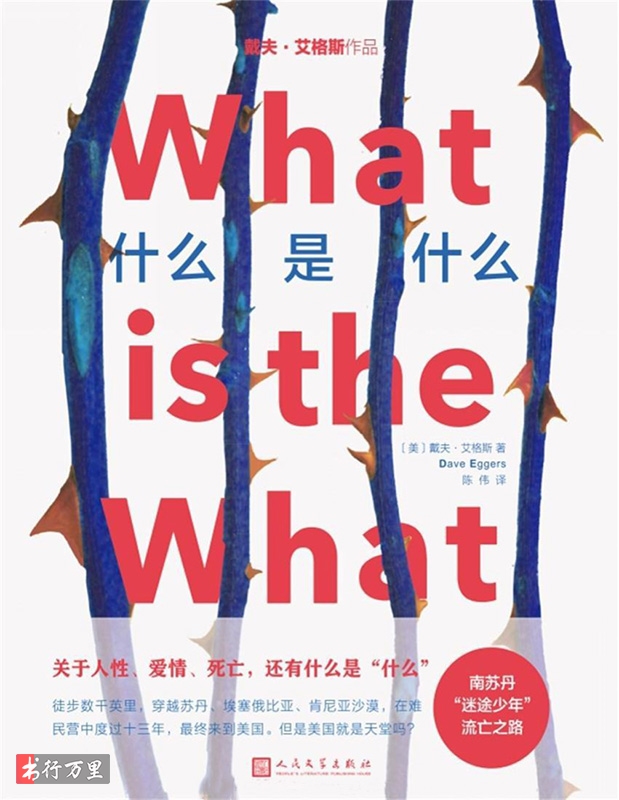 戴夫·艾格斯作品
What
什么是什么
is the
What
［美］戴夫·艾格斯 著
Dave Eggers
陈 伟 译
关于人性、爱情、死亡，还有什么是“什么”
徒步数千英里，穿越苏丹、埃塞俄比亚、肯尼亚沙漠，在难
民营中度过十三年，最终来到美国。但是美国就是天堂吗？
南苏丹
“迷途少年”
流亡之路
人民文学出版社
PEOPLE'S LITERATURE PUBLISHING HOUSE
书行万里